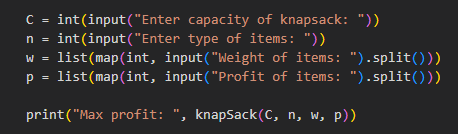 C = int(input("Enter capacity of knapsack: "))
n = int(input("Enter type of items: "))
w = list(map(int, input("Weight of items: ").split()))
p = list(map(int, input("Profit of items: ").split()))
print("Max profit: ", knapSack(C, n, w, p))